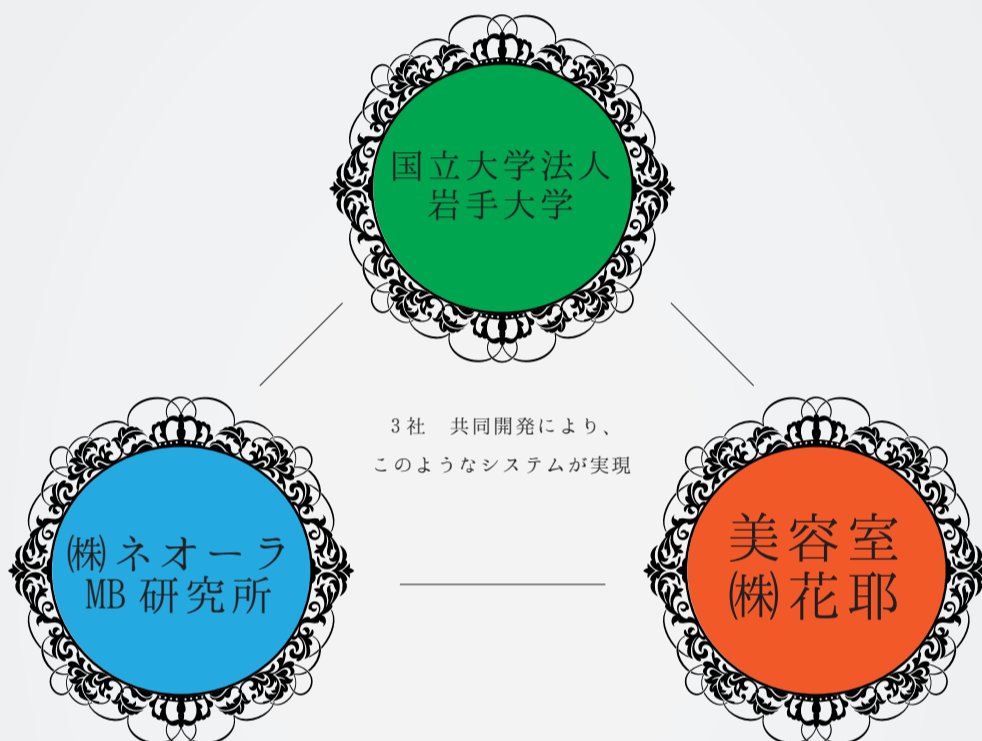 国立大学法人
岩手大学
3社　共同開発により、
このようなシステムが実現
㈱ネオーラ
MB研究所
美容室
㈱花耶